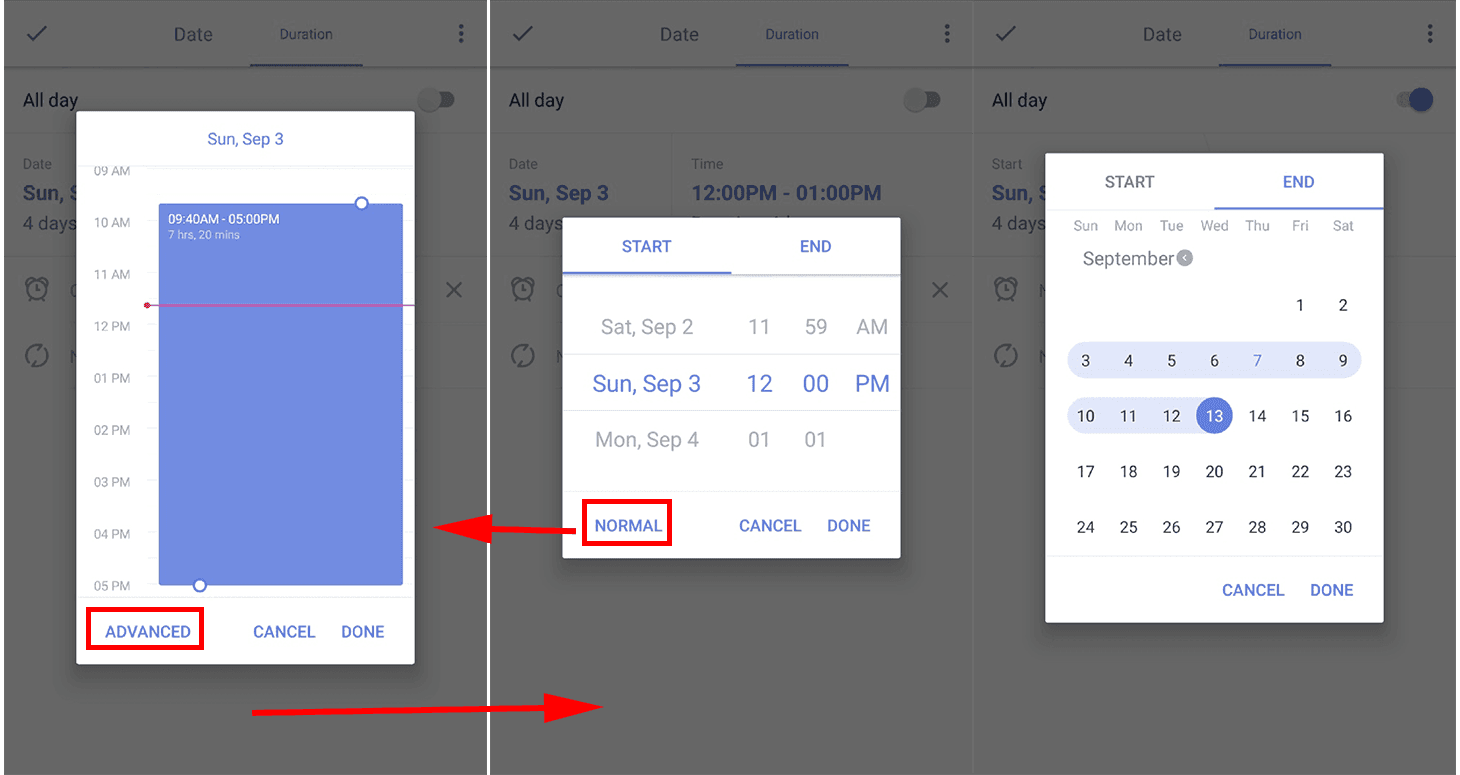 Date Duration
All day
Date
Sun, S
4 days
Sun, Sep 3
09 AM
09:40AM - 05:00PM
7 hrs, 20 mins
10 AM
11 AM
12 PM
01 PM
02 PM
03 PM
04 PM
05 PM
ADVANCED CANCEL DONE
Date Duration
All day
Date Time
Sun, Sep 3 12:00PM - 01:00PM
4 days
START END
Sat, Sep 2 11 59 AM
Sun, Sep 3 12 00 PM
Mon, Sep 4 01 01
NORMAL CANCEL DONE
Date Duration
All day
Start
Sun,
4 days
START END
Sun Mon Tue Wed Thu Fri Sat
September
1 2
3 4 5 6 7 8 9
10 11 12 13 14 15 16
17 18 19 20 21 22 23
24 25 26 27 28 29 30
CANCEL DONE